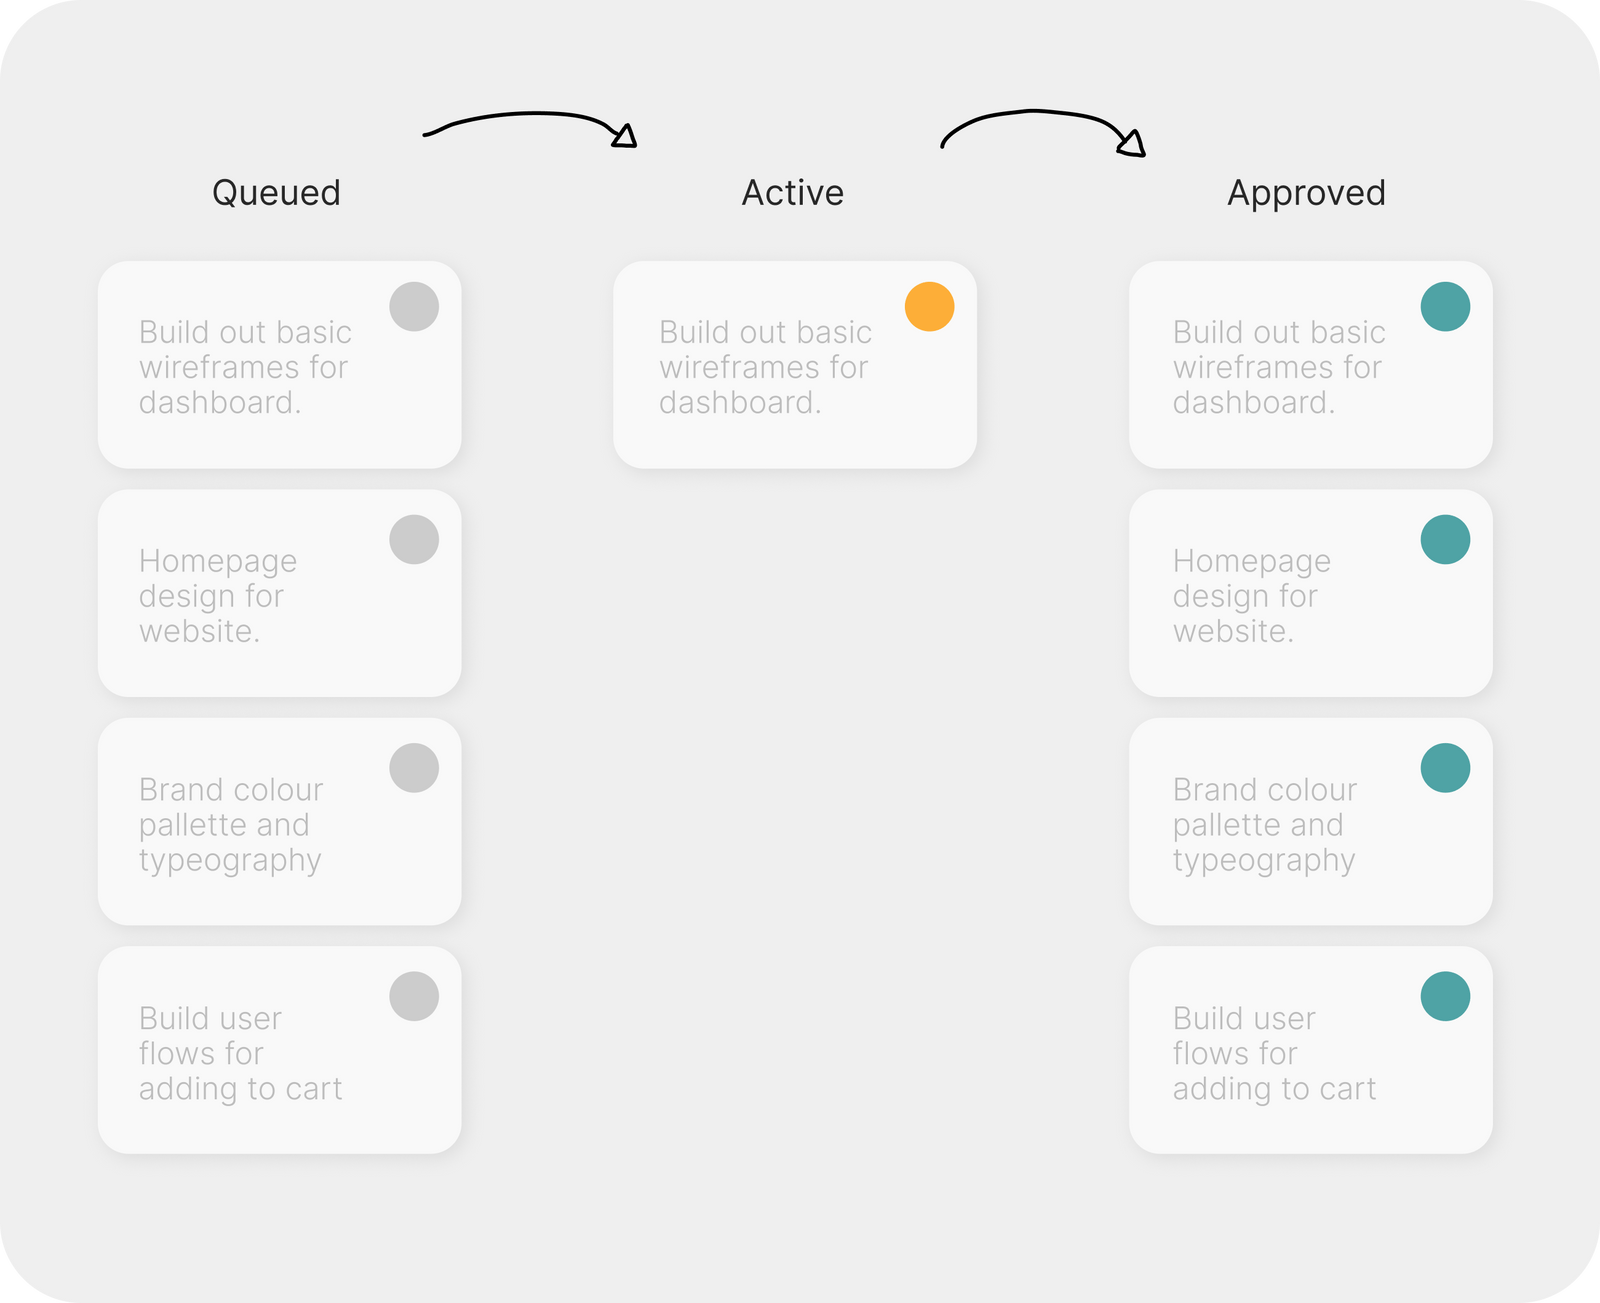 Queued
Build out basic
wireframes for
dashboard.
Homepage
design for
website.
Brand colour
pallette and
typeography
Build user
flows for
adding to cart
Active
Build out basic
wireframes for
dashboard.
Approved
Build out basic
wireframes for
dashboard.
Homepage
design for
website.
Brand colour
pallette and
typeography
Build user
flows for
adding to cart